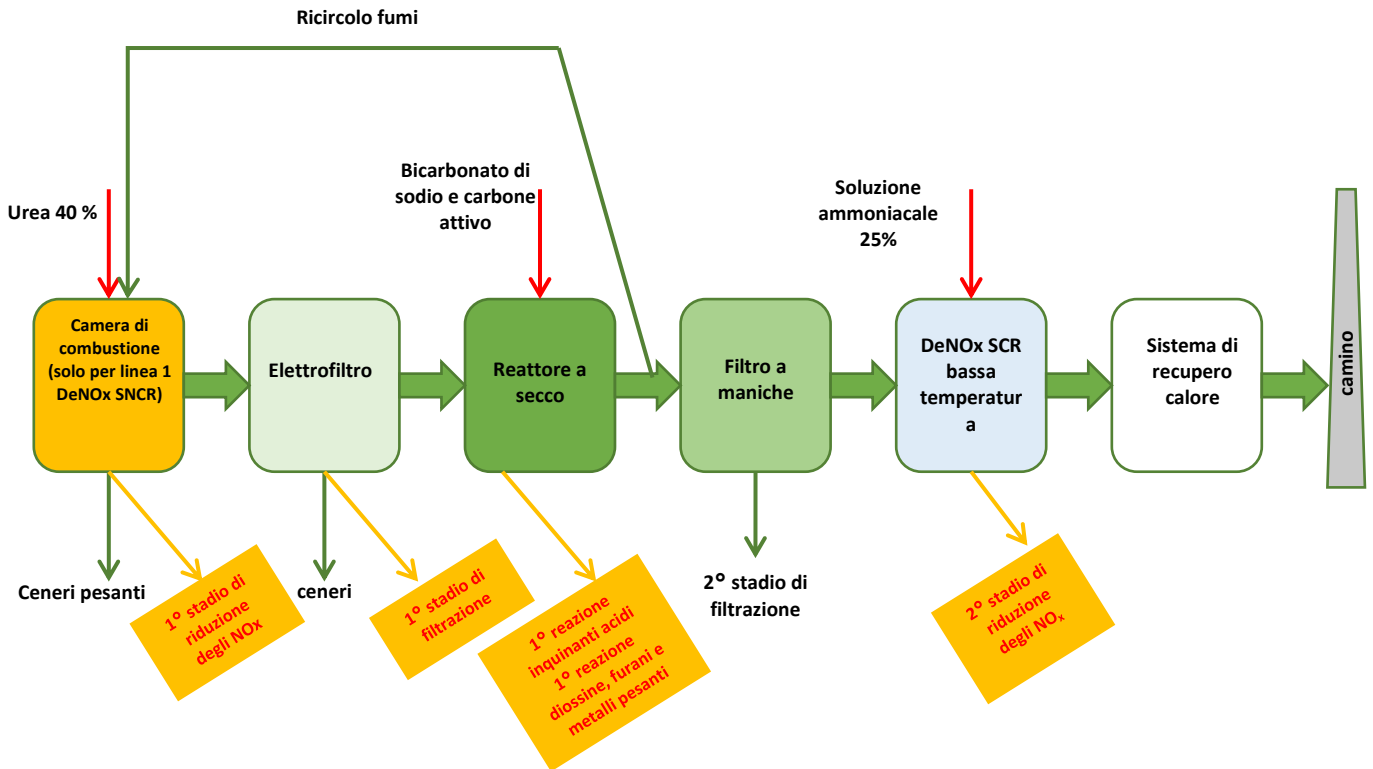 Ricircolo fumi
Urea 40 %
Bicarbonato di
sodio e carbone
attivo
Soluzione
ammoniacale
25%
Camera di
combustione
(solo per linea 1
DeNOx SNCR)
Elettrofiltro
Reattore a
secco
Filtro a
maniche
DeNOx SCR
bassa
temperatur
a
Sistema di
recupero
calore
camino
Ceneri pesanti
1° stadio di
riduzione
degli NOx
ceneri
1° stadio di
filtrazione
1° reazione
inquinanti acidi
1° reazione
diossine, furani e
metalli pesanti
2° stadio di
filtrazione
2° stadio di
riduzione
degli NOₓ